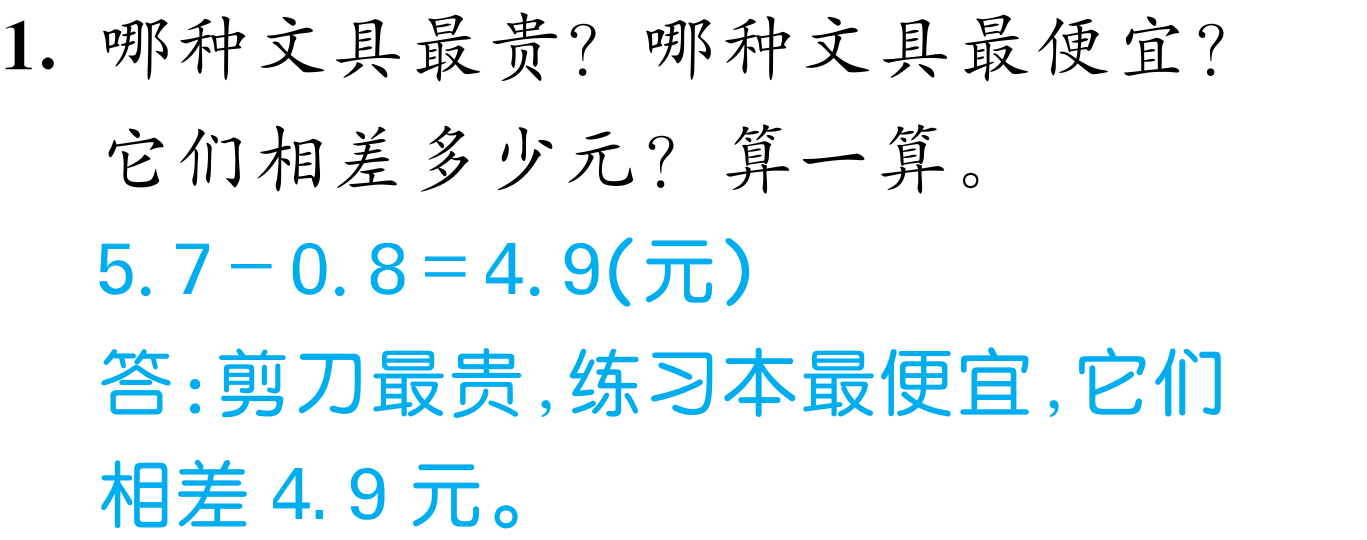 1. 哪种文具最贵？哪种文具最便宜？
它们相差多少元？算一算。
5.7－0.8＝4.9(元)
答：剪刀最贵，练习本最便宜，它们
相差 4.9 元。